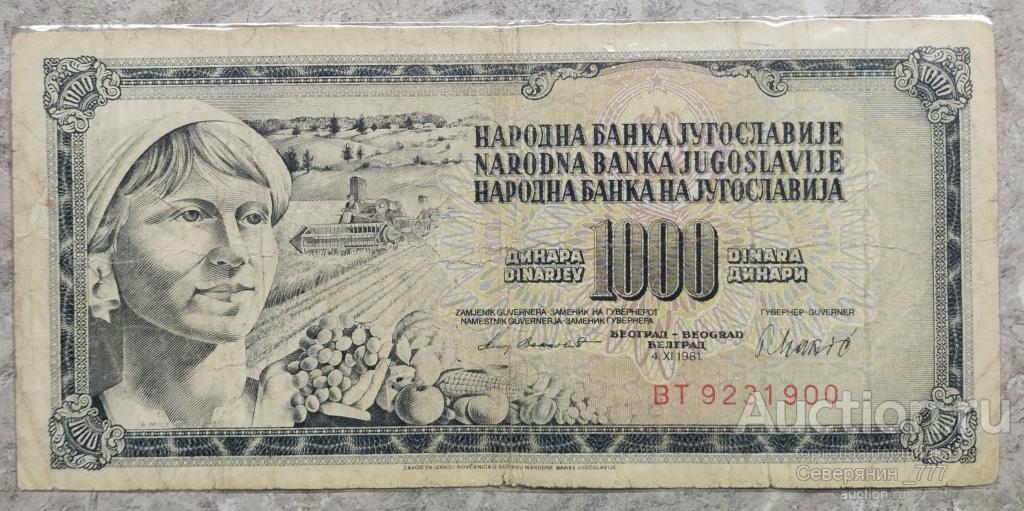 НАРОДНА БАНКА ЈУГОСЛАВИЈЕ
NARODNA BANKA JUGOSLAVIJE
НАРОДНА БАНКА НА ЈУГОСЛАВИЈА
ДИНАРА 1000 DINARA
DINARJEV ДИНАРИ
ZAMJENIK GUVERNERA-ЗАМЕНИК НА ГУВЕРНЕРОТ ГУВЕРНЕР-GUVERNER
NAMESTNIK GUVERNERJA-ЗАМЕНИК ГУВЕРНЕРА
БЕОГРАД - BEOGRAD
БЕЛГРАД
4. XI 1981
BT 9231900
ZAVOD ZA IZRADU NOVČANICA U SASTAVU NARODNE BANKE JUGOSLAVIJE
Auction.ru
Северянин_777
auction.ru